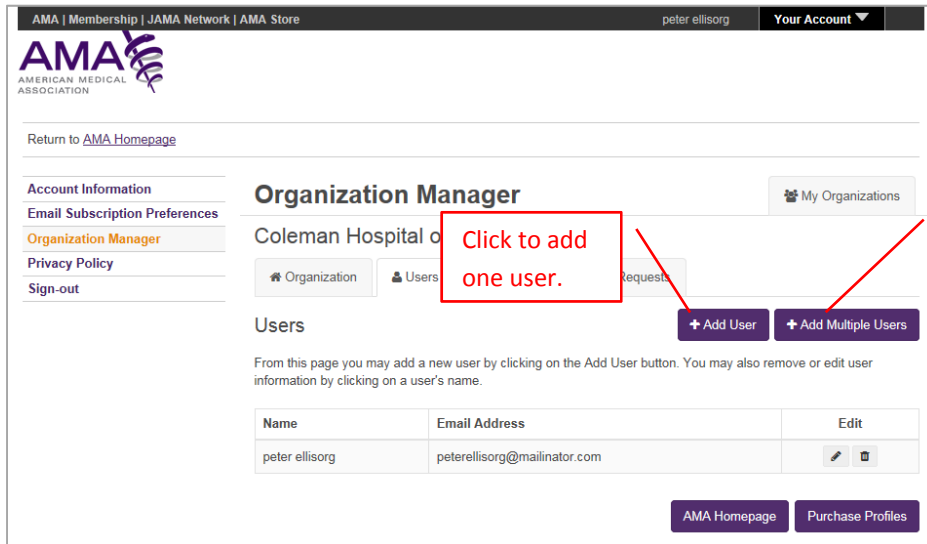 AMA | Membership | JAMA Network | AMA Store
peter ellisorg
Your Account
AMA
AMERICAN MEDICAL
ASSOCIATION
Return to AMA Homepage
Account Information
Email Subscription Preferences
Organization Manager
Privacy Policy
Sign-out
Organization Manager
My Organizations
Coleman Hospital o
Click to add
one user.
Organization
Users
Requests
Users
+ Add User
+ Add Multiple Users
From this page you may add a new user by clicking on the Add User button. You may also remove or edit user
information by clicking on a user's name.
Name Email Address Edit
peter ellisorg peterellisorg@mailinator.com
AMA Homepage
Purchase Profiles